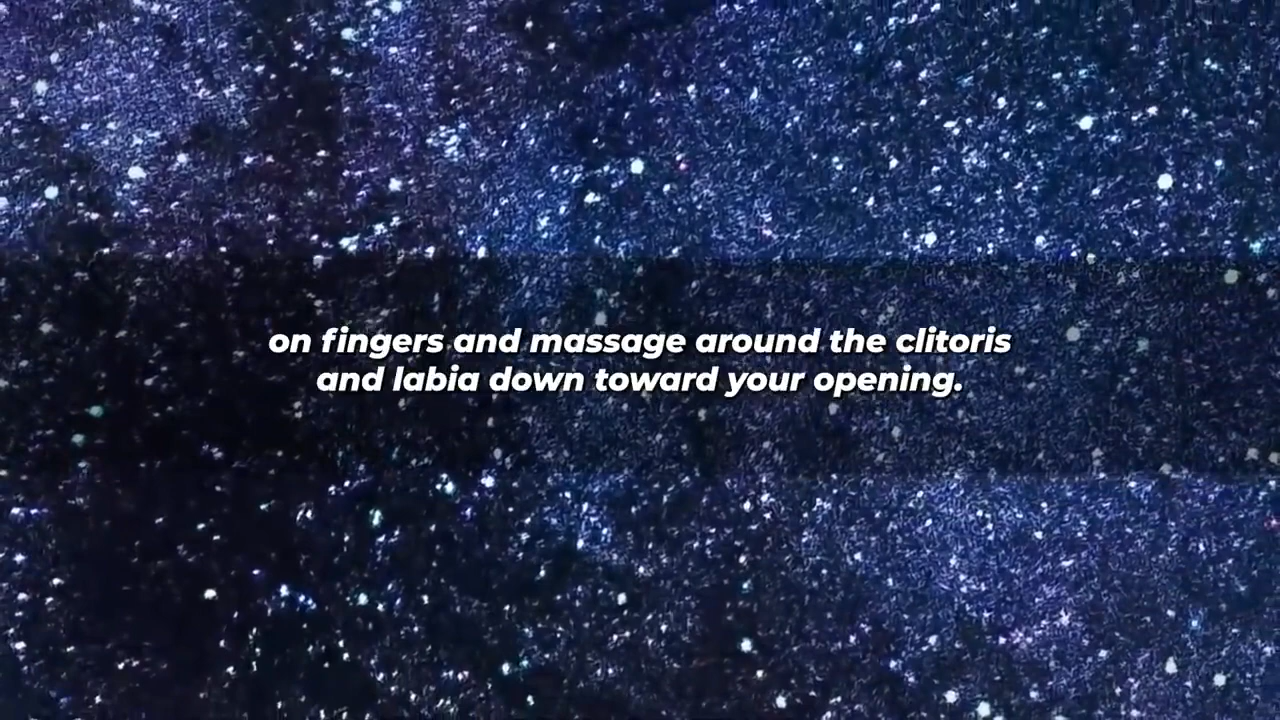 on fingers and massage around the clitoris
and labia down toward your opening.